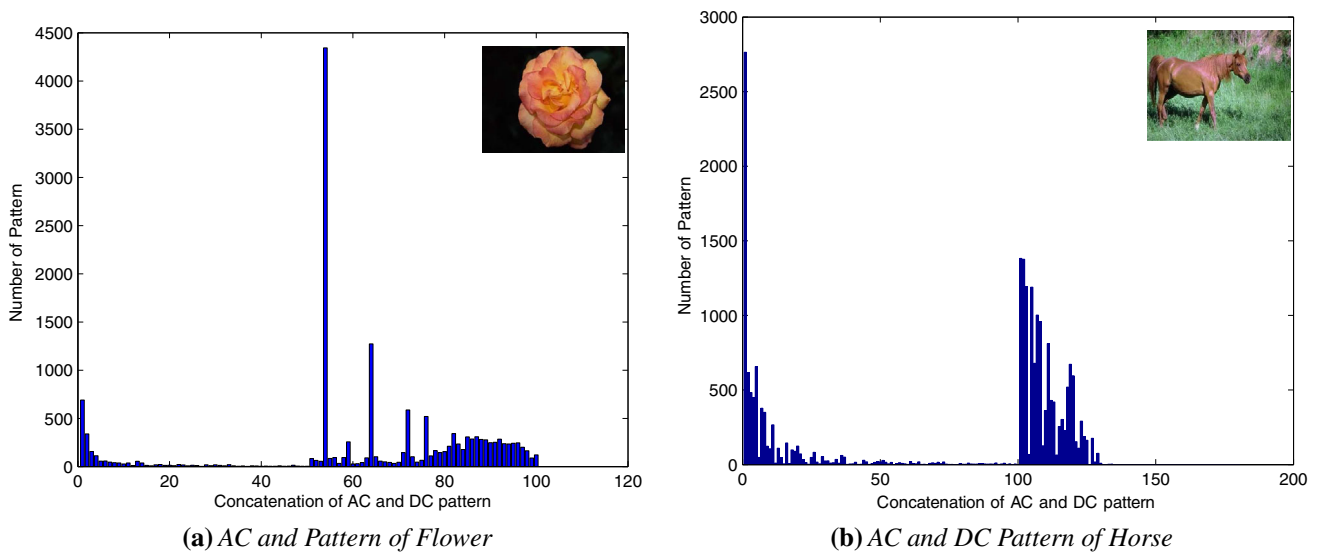 4500
4000
3500
3000
2500
2000
1500
1000
500
0
Number of Pattern
0 20 40 60 80 100 120
Concatenation of AC and DC pattern
(a) AC and Pattern of Flower
3000
2500
2000
1500
1000
500
0
Number of Pattern
0 50 100 150 200
Concatenation of AC and DC pattern
(b) AC and DC Pattern of Horse